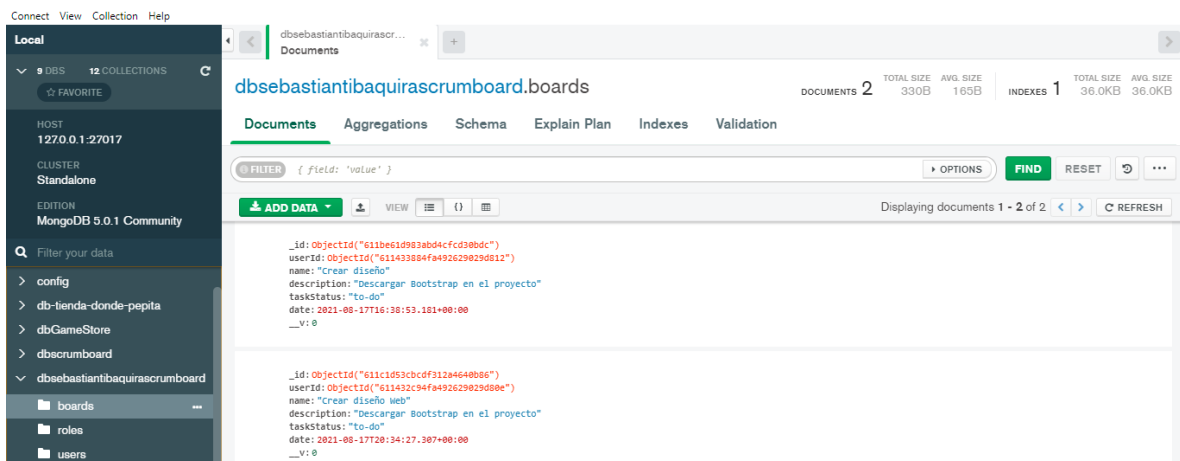 Connect View Collection Help
Local
9 DBS 12 COLLECTIONS
☆ FAVORITE
HOST
127.0.0.1:27017
CLUSTER
Standalone
EDITION
MongoDB 5.0.1 Community
Filter your data
config
db-tienda-donde-pepita
dbGameStore
dbscrumboard
dbsebastiantibaquirascrumboard
boards
roles
users
dbsebastiantibaquirascr...
Documents
dbsebastiantibaquirascrumboard.boards
DOCUMENTS 2 TOTAL SIZE 330B AVG. SIZE 165B INDEXES 1 TOTAL SIZE 36.0KB AVG. SIZE 36.0KB
Documents Aggregations Schema Explain Plan Indexes Validation
FILTER { field: 'value' } OPTIONS FIND RESET ...
ADD DATA VIEW {} Displaying documents 1 - 2 of 2 < > REFRESH
_id: ObjectId("611be61d983abd4cfcd30bdc")
userId: ObjectId("611433884fa492629029d812")
name: "Crear diseño"
description: "Descargar Bootstrap en el proyecto"
taskStatus: "to-do"
date: 2021-08-17T16:38:53.181+00:00
__v: 0
_id: ObjectId("611c1d53cbcdf312a4640b86")
userId: ObjectId("611432c94fa492629029d80e")
name: "Crear diseño Web"
description: "Descargar Bootstrap en el proyecto"
taskStatus: "to-do"
date: 2021-08-17T20:34:27.307+00:00
__v: 0